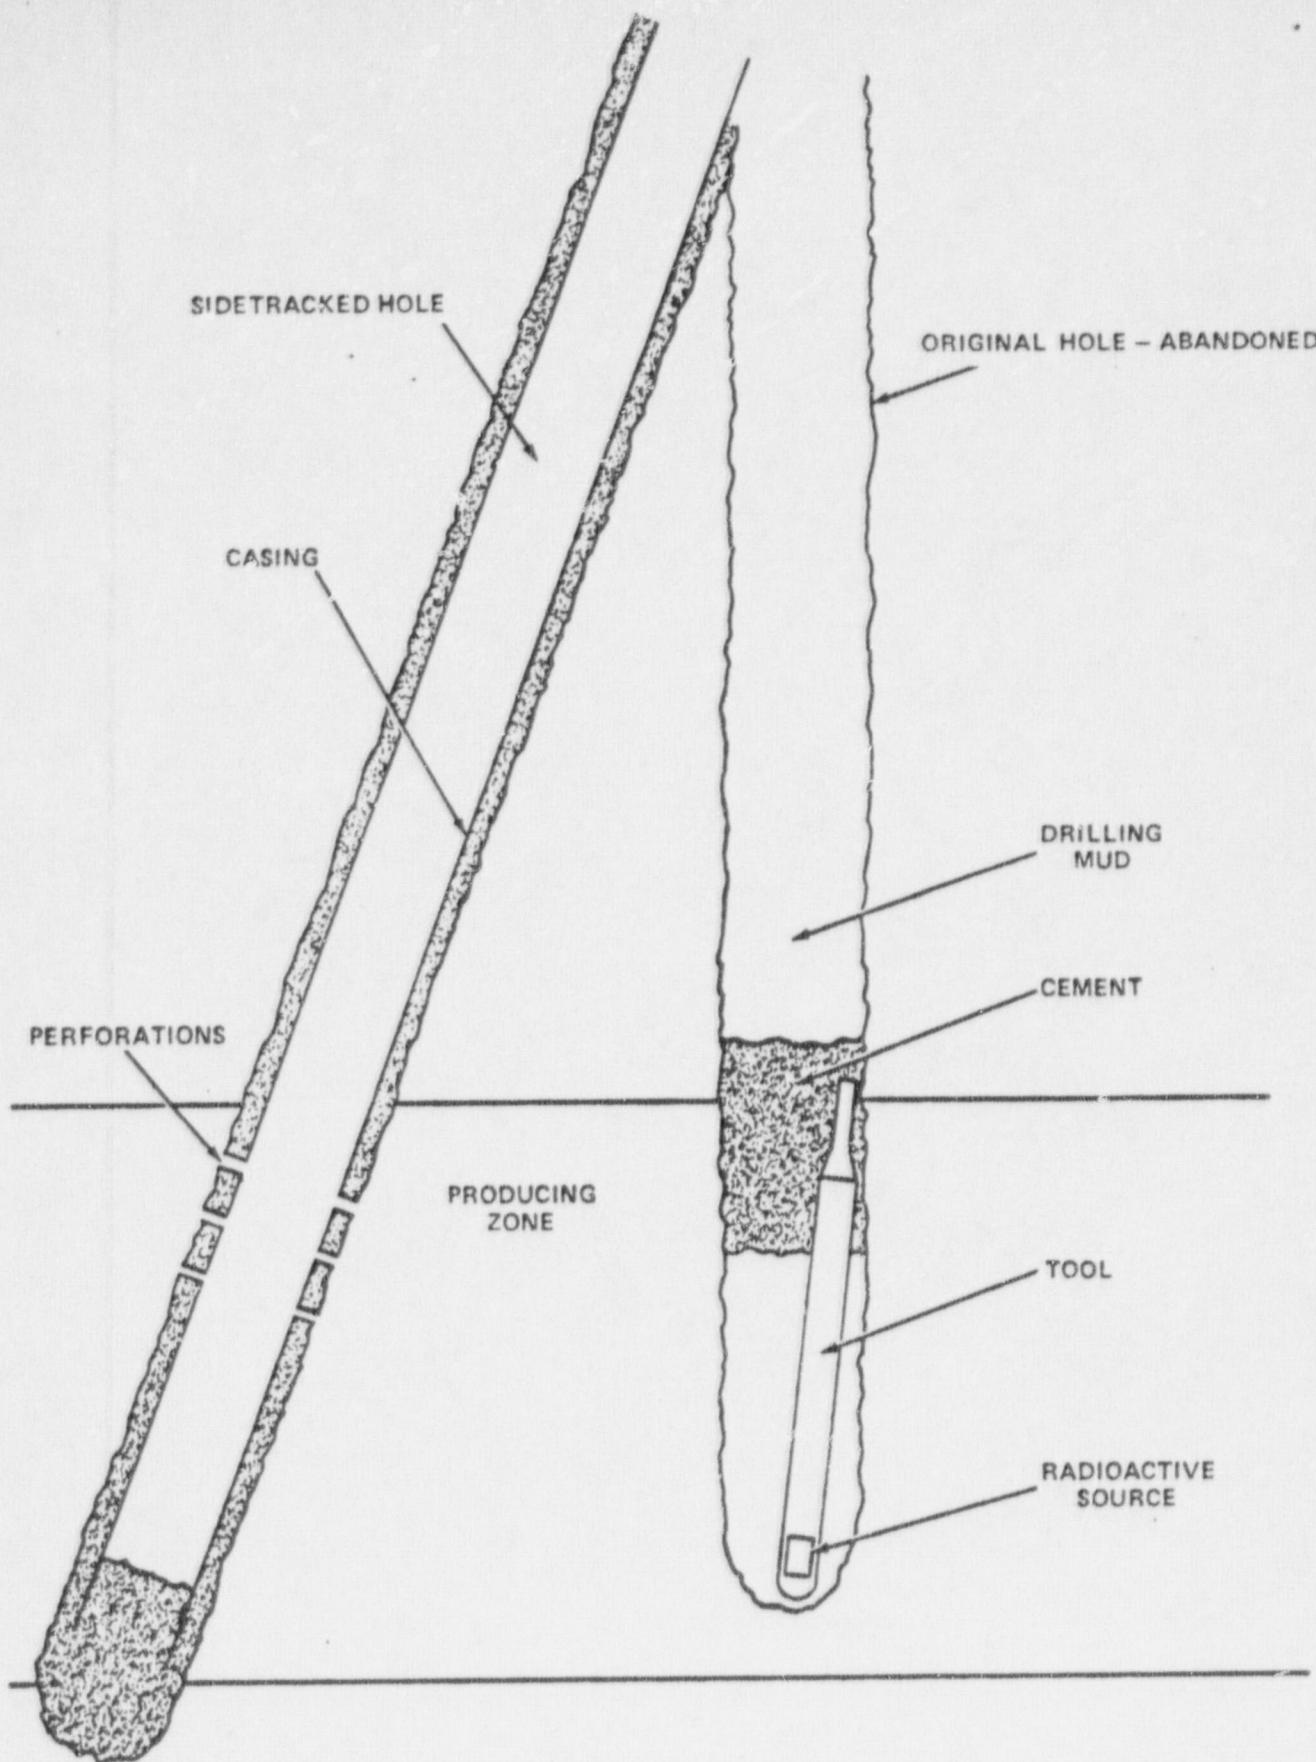 SIDETRACKED HOLE
ORIGINAL HOLE – ABANDONED
CASING
DRILLING
MUD
CEMENT
PERFORATIONS
PRODUCING
ZONE
TOOL
RADIOACTIVE
SOURCE